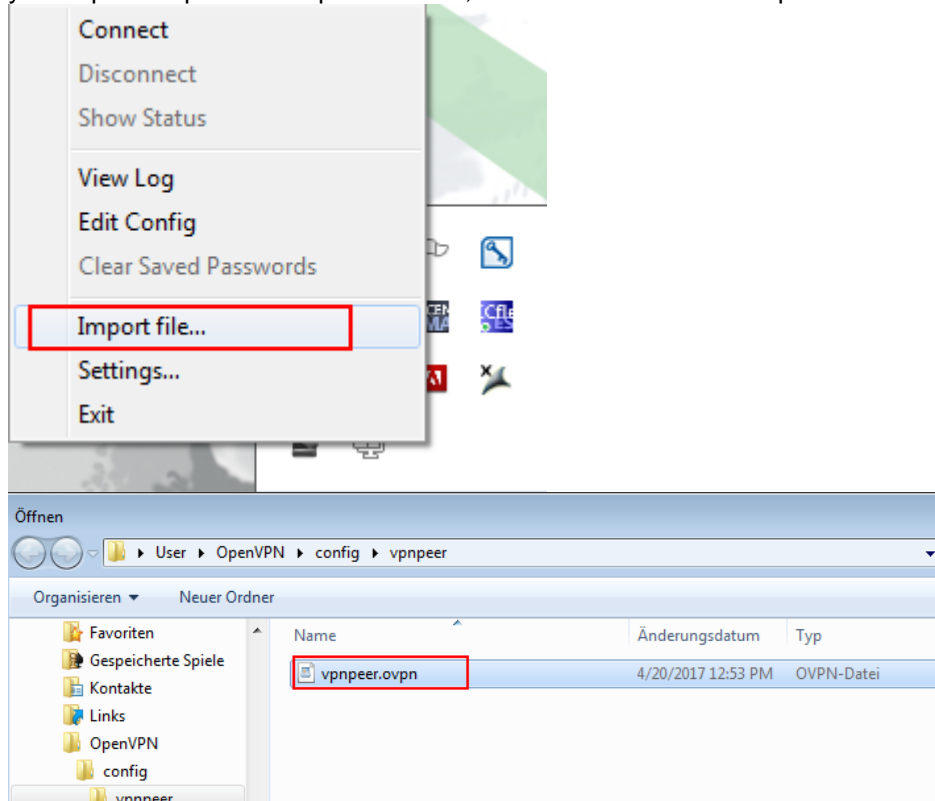 Connect
Disconnect
Show Status
View Log
Edit Config
Clear Saved Passwords
Import file...
Settings...
Exit
Öffnen
User OpenVPN config vpnpeer
Organisieren Neuer Ordner
Favoriten
Gespeicherte Spiele
Kontakte
Links
OpenVPN
config
vpnpeer
Name Änderungsdatum Typ
vpnpeer.ovpn 4/20/2017 12:53 PM OVPN-Datei